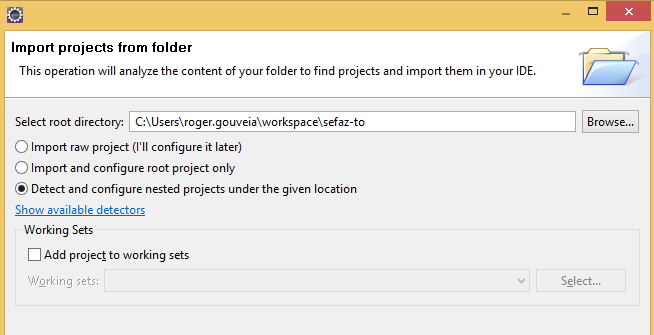 Import projects from folder
This operation will analyze the content of your folder to find projects and import them in your IDE.
Select root directory: C:\Users\roger.gouveia\workspace\sefaz-to Browse...
Import raw project (I'll configure it later)
Import and configure root project only
Detect and configure nested projects under the given location
Show available detectors
Working Sets
Add project to working sets
Working sets: Select...